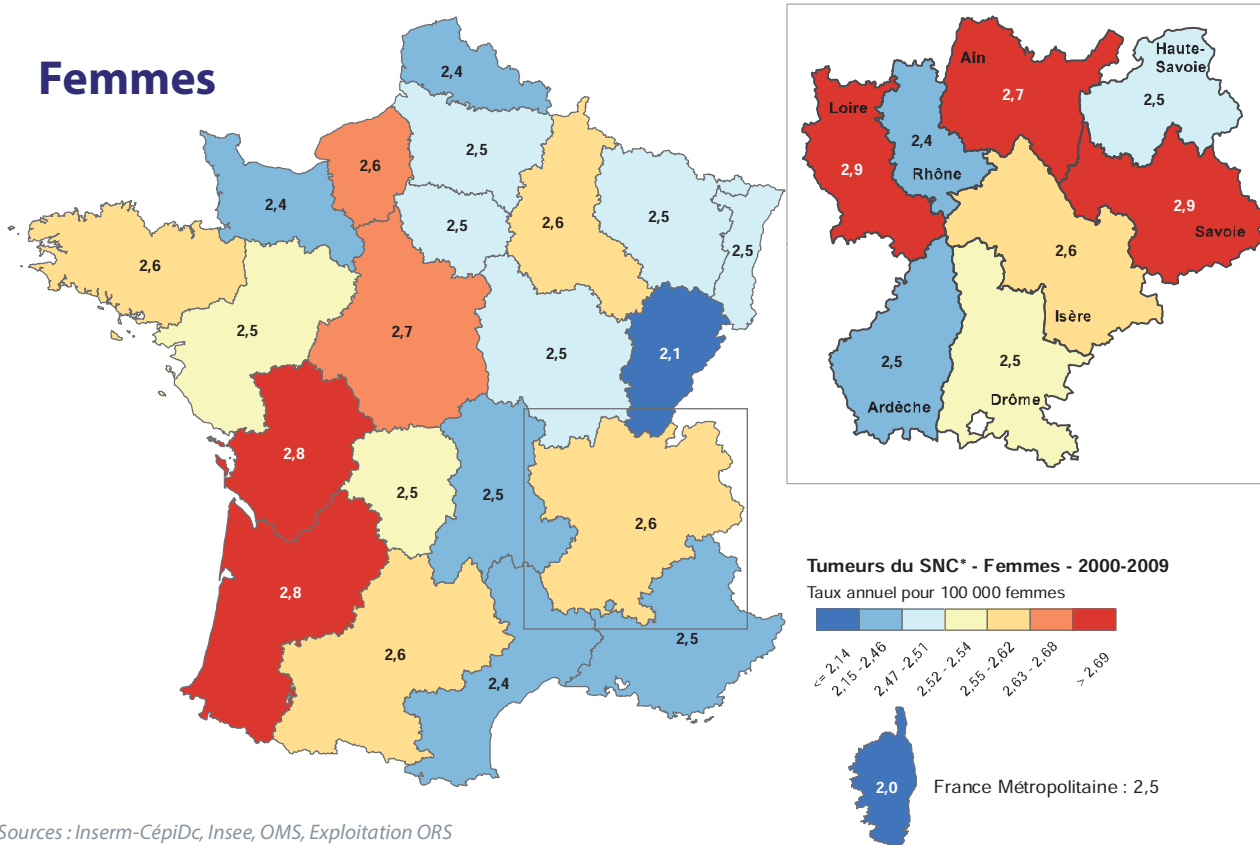 Femmes
2,4
2,5
2,6
2,4
2,5
2,6
2,5
2,5
2,6
2,5
2,7
2,5
2,1
2,8
2,5
2,5
2,6
2,8
2,6
2,4
2,5
Ain
2,7
Haute-
Savoie
2,5
Loire
2,9
2,4
Rhône
2,9
Savoie
2,6
Isère
2,5
Ardèche
2,5
Drôme
Tumeurs du SNC* - Femmes - 2000-2009
Taux annuel pour 100 000 femmes
<= 2,14
2,15 - 2,46
2,47 - 2,51
2,52 - 2,54
2,55 - 2,62
2,63 - 2,68
> 2,69
2,0
France Métropolitaine : 2,5
Sources : Inserm-CépiDc, Insee, OMS, Exploitation ORS